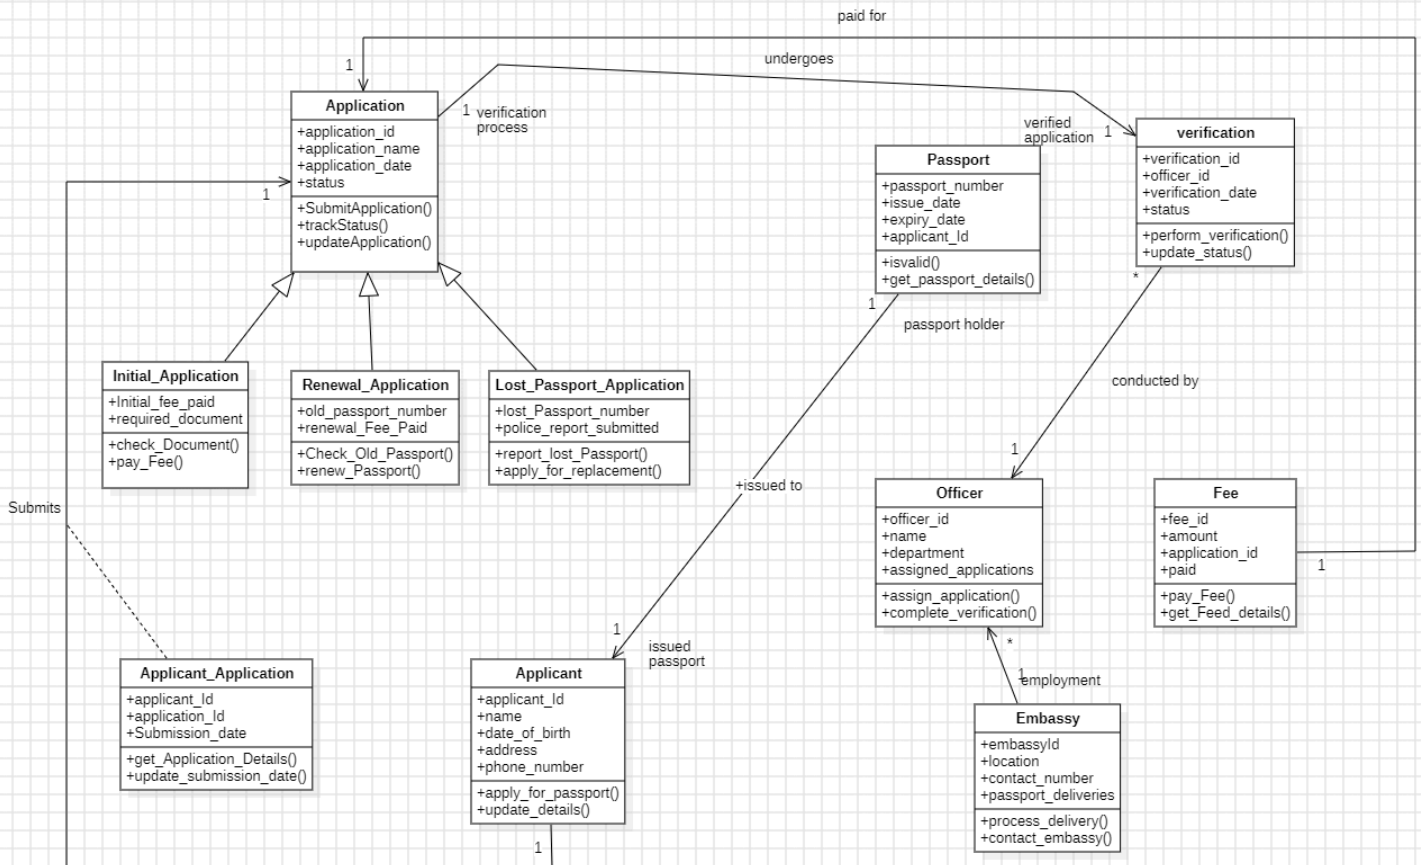 paid for
undergoes
1
1
verification
process
verified
application
1
Application
+application_id
+application_name
+application_date
+status
+SubmitApplication()
+trackStatus()
+updateApplication()
1
Passport
+passport_number
+issue_date
+expiry_date
+applicant_Id
+isvalid()
+get_passport_details()
1
passport holder
verification
+verification_id
+officer_id
+verification_date
+status
+perform_verification()
+update_status()
*
conducted by
1
Initial_Application
+Initial_fee_paid
+required_document
+check_Document()
+pay_Fee()
Renewal_Application
+old_passport_number
+renewal_Fee_Paid
+Check_Old_Passport()
+renew_Passport()
Lost_Passport_Application
+lost_Passport_number
+police_report_submitted
+report_lost_Passport()
+apply_for_replacement()
+issued to
Submits
Officer
+officer_id
+name
+department
+assigned_applications
+assign_application()
+complete_verification()
Fee
+fee_id
+amount
+application_id
+paid
+pay_Fee()
+get_Feed_details()
1
1
issued
passport
*
1
employment
Applicant_Application
+applicant_Id
+application_Id
+Submission_date
+get_Application_Details()
+update_submission_date()
Applicant
+applicant_Id
+name
+date_of_birth
+address
+phone_number
+apply_for_passport()
+update_details()
1
Embassy
+embassyId
+location
+contact_number
+passport_deliveries
+process_delivery()
+contact_embassy()